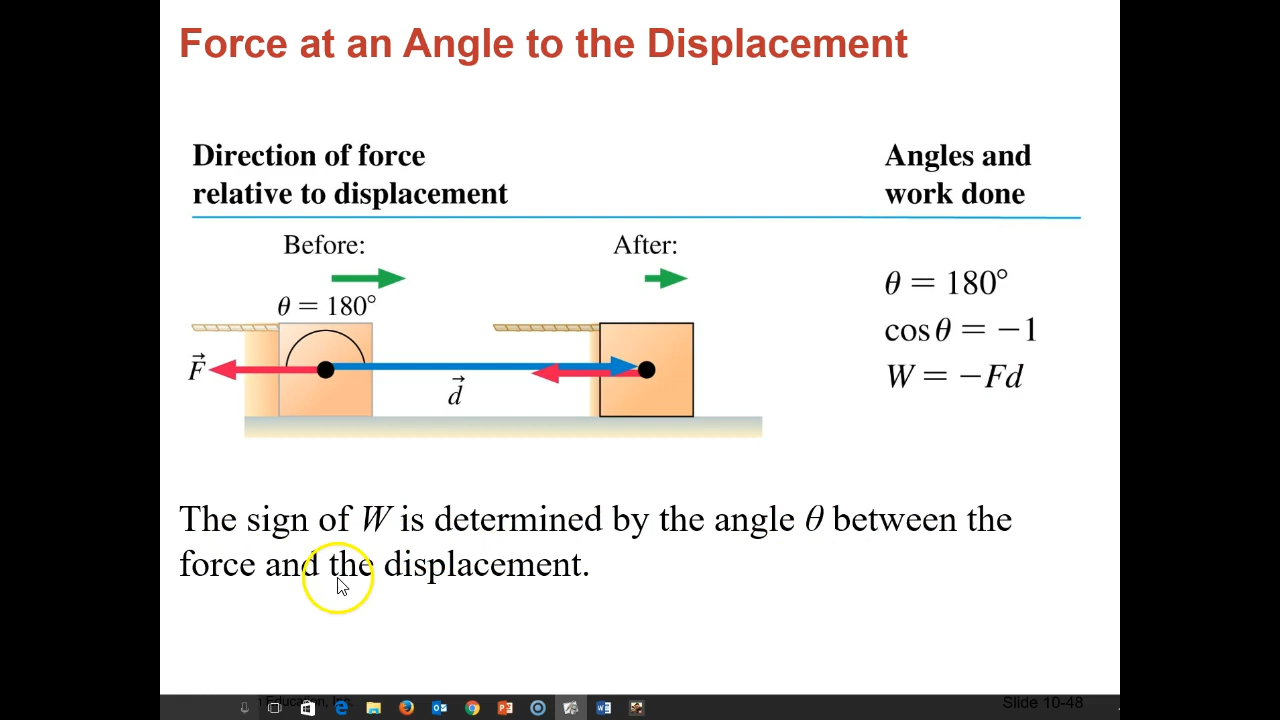 Force at an Angle to the Displacement
Direction of force
relative to displacement
Angles and
work done
Before:
After:
θ = 180°
F⃗
d⃗
θ = 180°
cos θ = −1
W = −Fd
The sign of W is determined by the angle θ between the
force and the displacement.
Education, Inc.
Slide 10-48